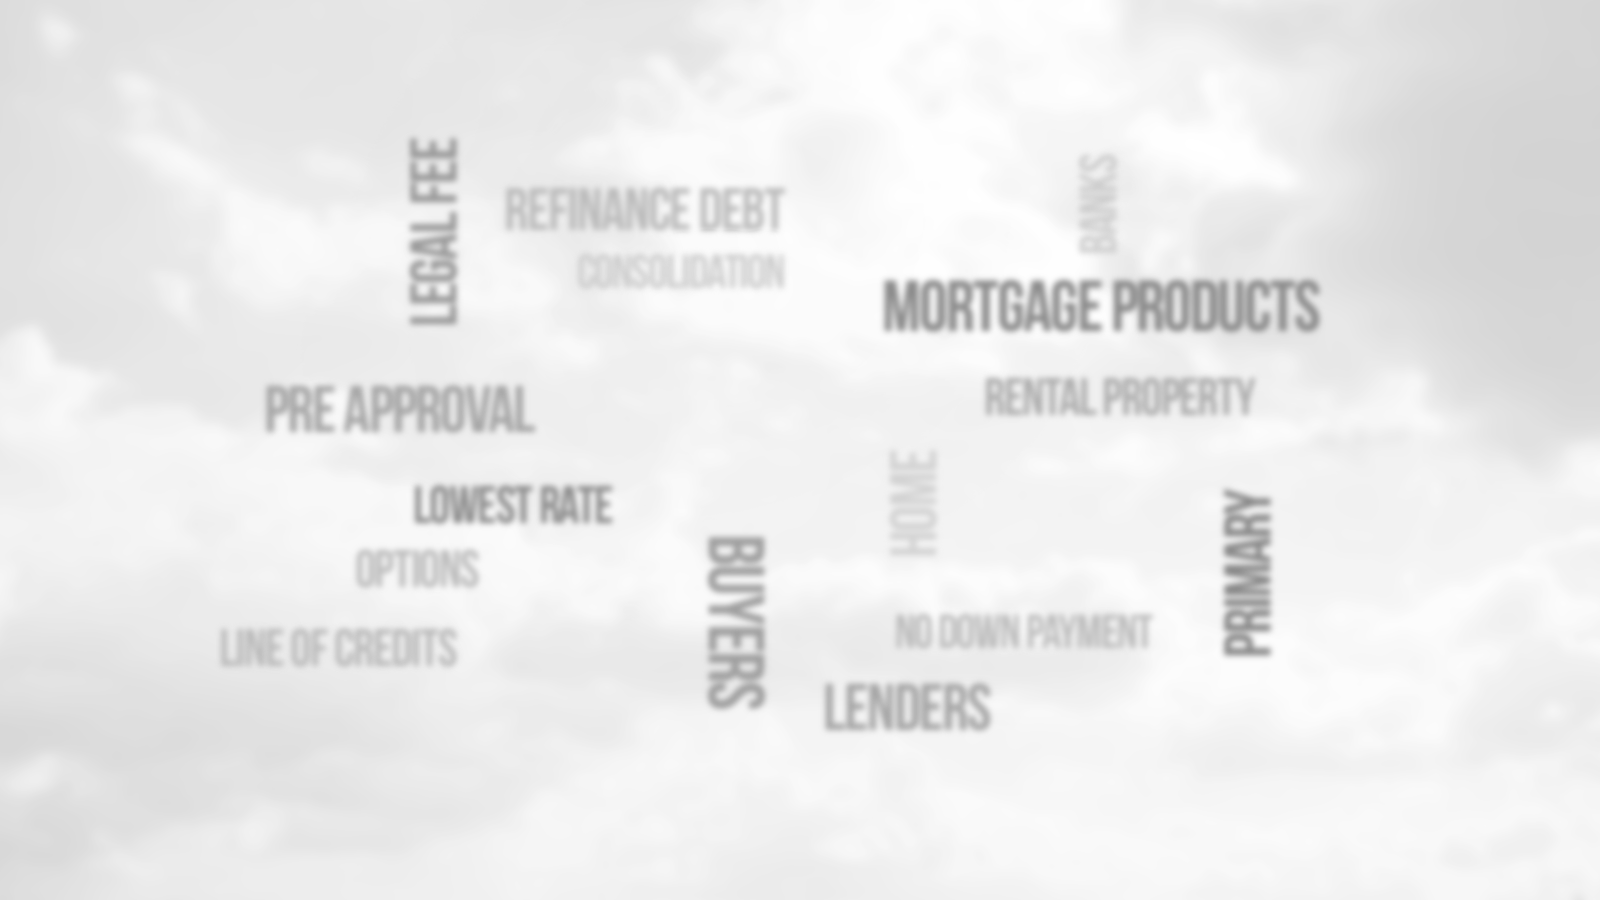 LEGAL FEE
REFINANCE DEBT
CONSOLIDATION
BANKS
MORTGAGE PRODUCTS
PRE APPROVAL
RENTAL PROPERTY
LOWEST RATE
HOME
PRIMARY
OPTIONS
BUYERS
LINE OF CREDITS
NO DOWN PAYMENT
LENDERS